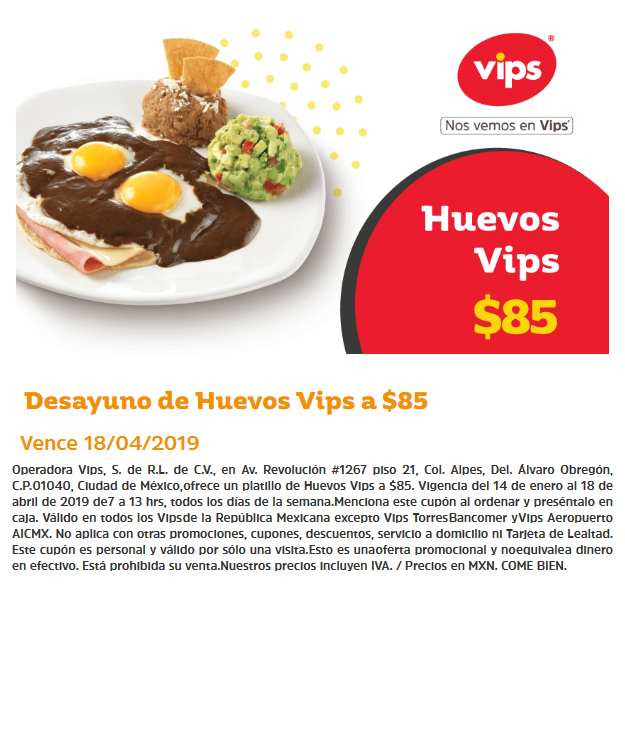 vips®
Nos vemos en Vips®
Huevos
Vips
$85
Desayuno de Huevos Vips a $85
Vence 18/04/2019
Operadora Vips, S. de R.L. de C.V., en Av. Revolución #1267 piso 21, Col. Alpes, Del. Álvaro Obregón,
C.P.01040, Ciudad de México,ofrece un platillo de Huevos Vips a $85. Vigencia del 14 de enero al 18 de
abril de 2019 de7 a 13 hrs, todos los días de la semana.Menciona este cupón al ordenar y preséntalo en
caja. Válido en todos los Vipsde la República Mexicana excepto Vips TorresBancomer yVips Aeropuerto
AICMX. No aplica con otras promociones, cupones, descuentos, servicio a domicilio ni Tarjeta de Lealtad.
Este cupón es personal y válido por sólo una visita.Esto es unaoferta promocional y noequivalea dinero
en efectivo. Está prohibida su venta.Nuestros precios incluyen IVA. / Precios en MXN. COME BIEN.